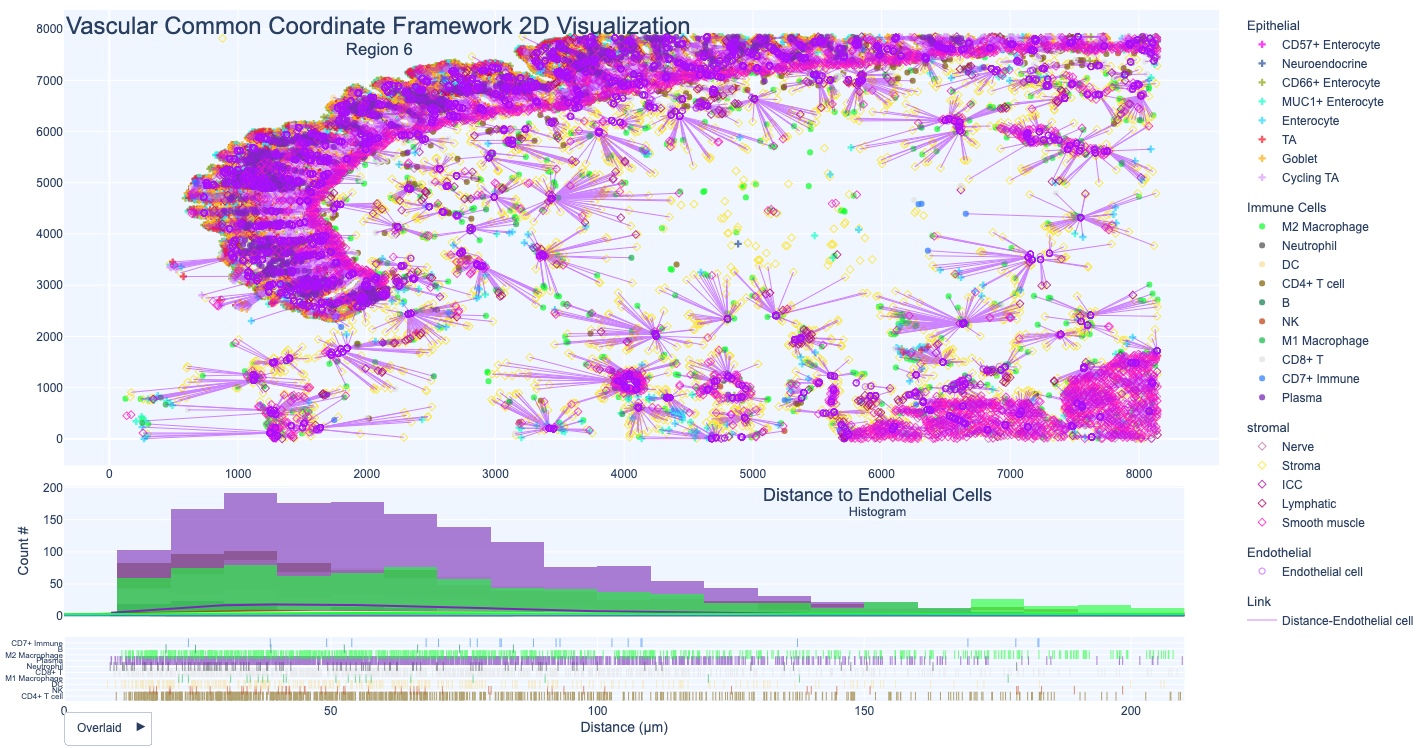 Vascular Common Coordinate Framework 2D Visualization
Region 6
8000
7000
6000
5000
4000
3000
2000
1000
0
0 1000 2000 3000 4000 5000 6000 7000 8000
Epithelial
CD57+ Enterocyte
Neuroendocrine
CD66+ Enterocyte
MUC1+ Enterocyte
Enterocyte
TA
Goblet
Cycling TA
Immune Cells
M2 Macrophage
Neutrophil
DC
CD4+ T cell
B
NK
M1 Macrophage
CD8+ T
CD7+ Immune
Plasma
stromal
Nerve
Stroma
ICC
Lymphatic
Smooth muscle
Endothelial
Endothelial cell
Link
Distance-Endothelial cell
Distance to Endothelial Cells
Histogram
Count #
200
150
100
50
0
CD7+ Immune
B
M2 Macrophage
Plasma
Neutrophil
CD8+ T
M1 Macrophage
DC
NK
CD4+ T cell
0 50 100 150 200
Distance (μm)
Overlaid ▶